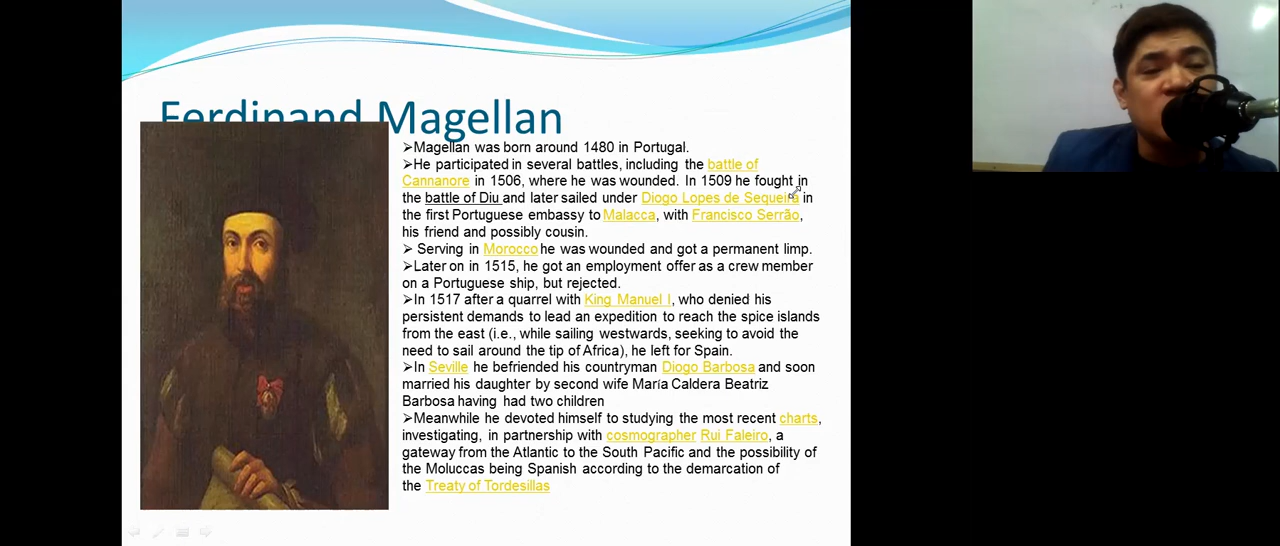 Ferdinand Magellan
➢Magellan was born around 1480 in Portugal.
➢He participated in several battles, including the battle of
Cannanore in 1506, where he was wounded. In 1509 he fought in
the battle of Diu and later sailed under Diogo Lopes de Sequeira in
the first Portuguese embassy to Malacca, with Francisco Serrão,
his friend and possibly cousin.
➢ Serving in Morocco he was wounded and got a permanent limp.
➢Later on in 1515, he got an employment offer as a crew member
on a Portuguese ship, but rejected.
➢In 1517 after a quarrel with King Manuel I, who denied his
persistent demands to lead an expedition to reach the spice islands
from the east (i.e., while sailing westwards, seeking to avoid the
need to sail around the tip of Africa), he left for Spain.
➢In Seville he befriended his countryman Diogo Barbosa and soon
married his daughter by second wife María Caldera Beatriz
Barbosa having had two children
➢Meanwhile he devoted himself to studying the most recent charts,
investigating, in partnership with cosmographer Rui Faleiro, a
gateway from the Atlantic to the South Pacific and the possibility of
the Moluccas being Spanish according to the demarcation of
the Treaty of Tordesillas